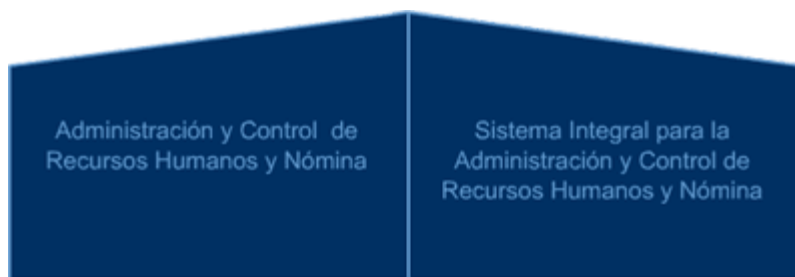 Administración y Control de
Recursos Humanos y Nómina
Sistema Integral para la
Administración y Control de
Recursos Humanos y Nómina